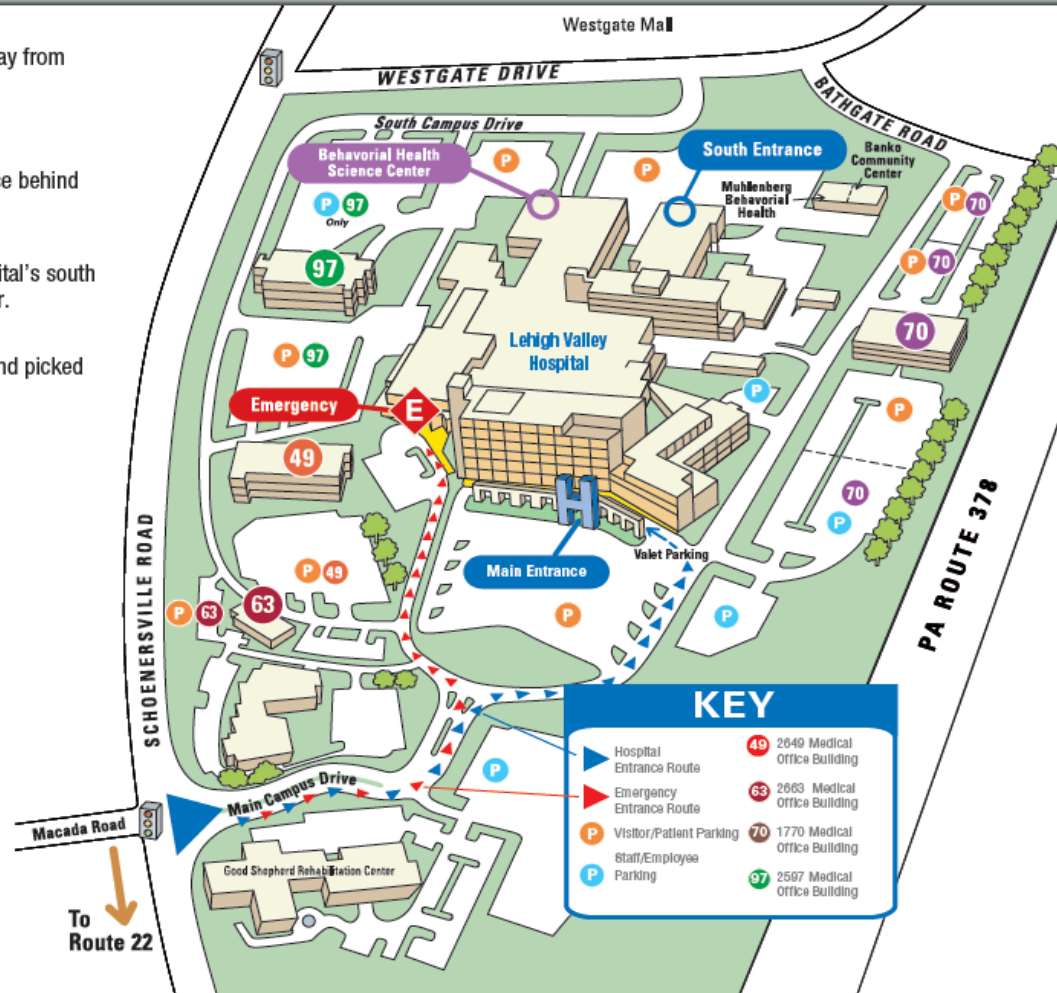 ay from
e behind
ital's south
r.
nd picked
Westgate Mall
WESTGATE DRIVE
BATHGATE ROAD
South Campus Drive
Behavorial Health
Science Center
P
P
South Entrance
Banko
Community
Center
Muhlenberg
Behavorial
Health
P 97
Only
P 70
97
P 70
70
Lehigh Valley
Hospital
P 97
P
Emergency
E
P
49
70
P
H
SCHOENERSVILLE ROAD
PA ROUTE 378
Valet Parking
Main Entrance
P 49
63
P 63
P
P
P
Main Campus Drive
Macada Road
Good Shepherd Rehabilitation Center
To
Route 22
KEY
Hospital
Entrance Route
Emergency
Entrance Route
P Visitor/Patient Parking
P Staff/Employee
Parking
49 2649 Medical
Office Building
63 2663 Medical
Office Building
70 1770 Medical
Office Building
97 2597 Medical
Office Building